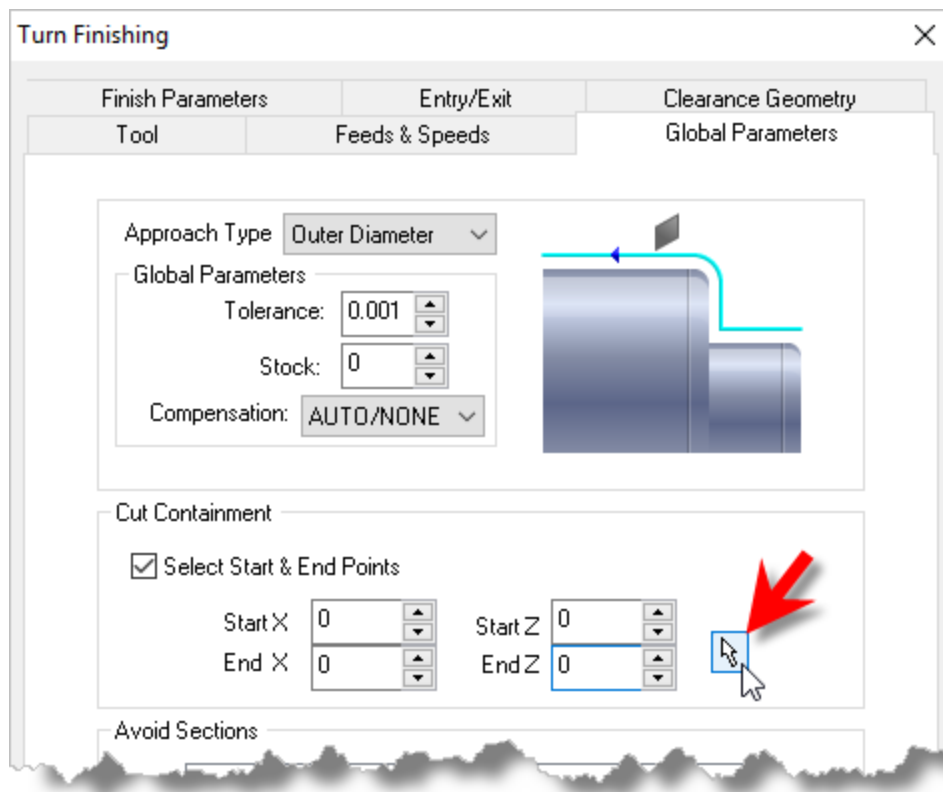 Turn Finishing
Finish Parameters Entry/Exit Clearance Geometry
Tool Feeds & Speeds Global Parameters
Approach Type Outer Diameter
Global Parameters
Tolerance: 0.001
Stock: 0
Compensation: AUTO/NONE
Cut Containment
Select Start & End Points
Start X 0 Start Z 0
End X 0 End Z 0
Avoid Sections